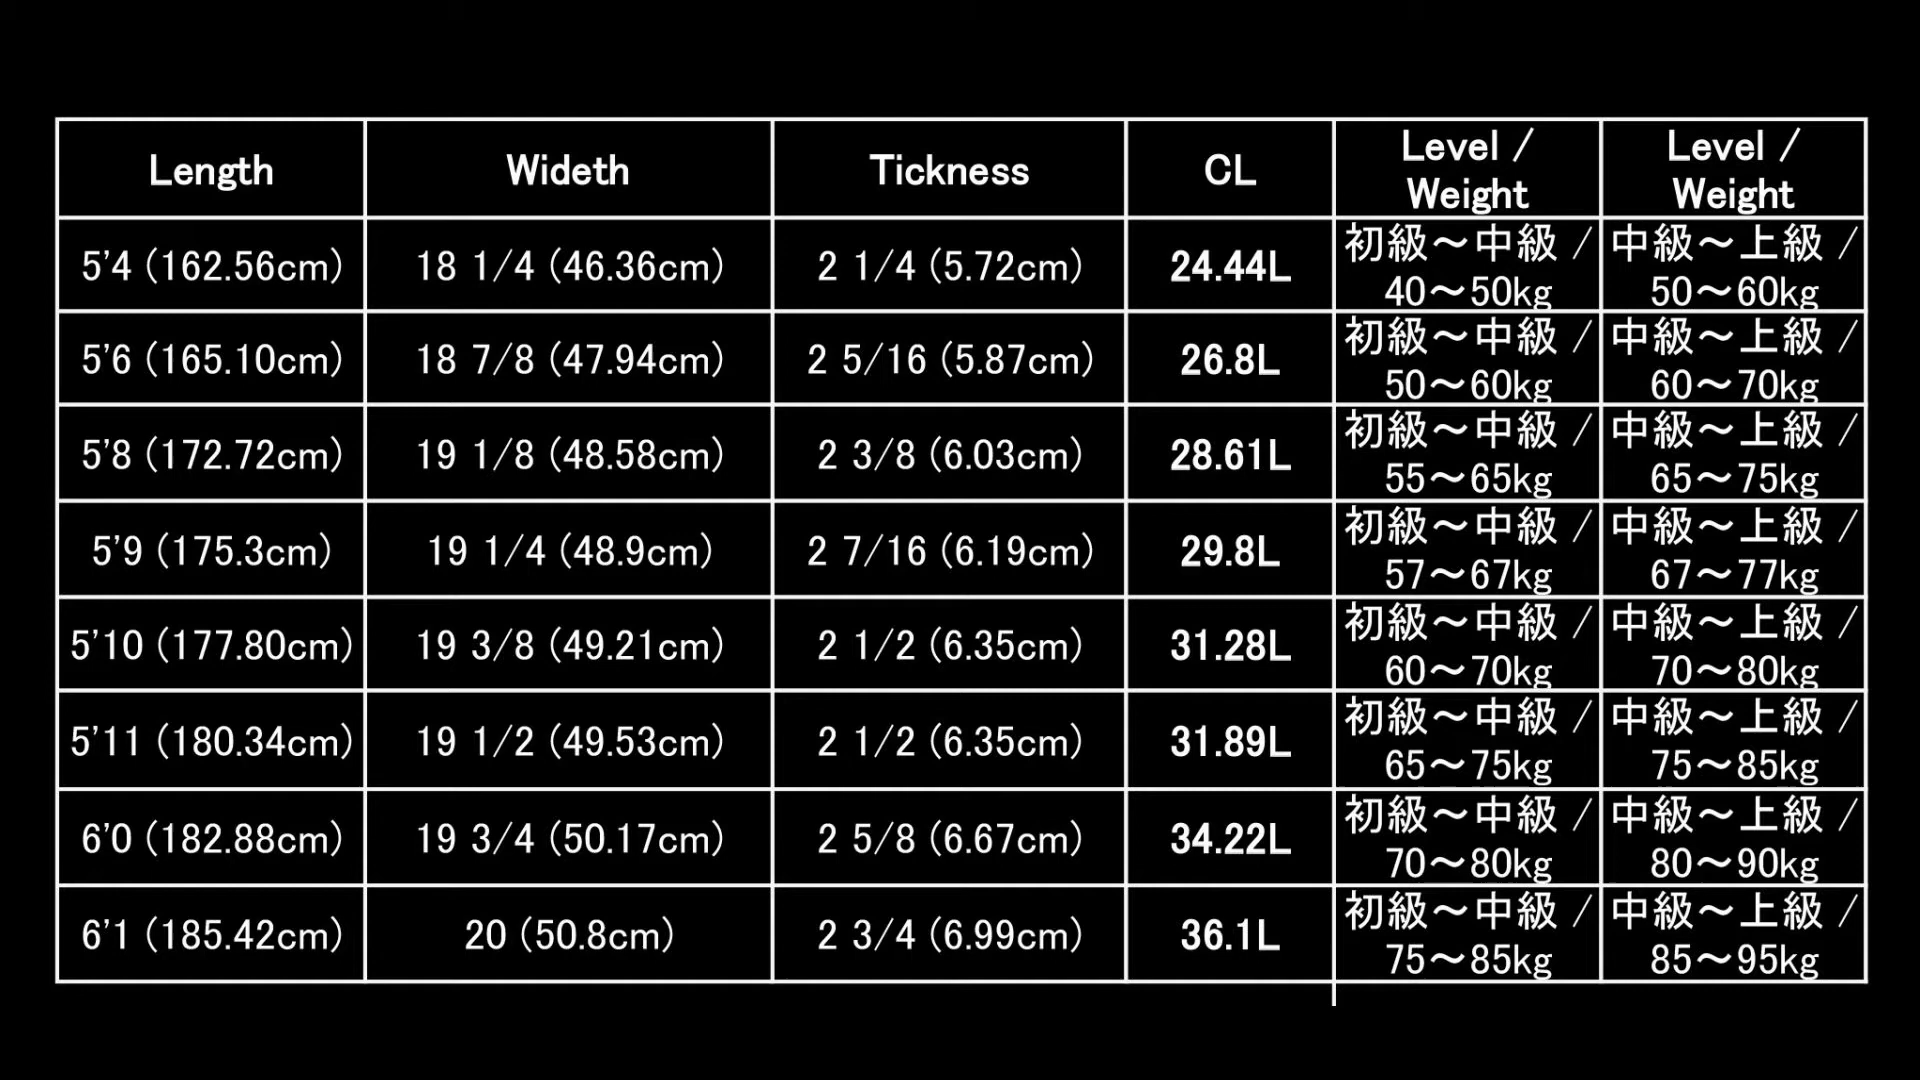 Length Wideth Tickness CL Level / Weight Level / Weight
5'4 (162.56cm) 18 1/4 (46.36cm) 2 1/4 (5.72cm) 24.44L 初級～中級 / 40～50kg 中級～上級 / 50～60kg
5'6 (165.10cm) 18 7/8 (47.94cm) 2 5/16 (5.87cm) 26.8L 初級～中級 / 50～60kg 中級～上級 / 60～70kg
5'8 (172.72cm) 19 1/8 (48.58cm) 2 3/8 (6.03cm) 28.61L 初級～中級 / 55～65kg 中級～上級 / 65～75kg
5'9 (175.3cm) 19 1/4 (48.9cm) 2 7/16 (6.19cm) 29.8L 初級～中級 / 57～67kg 中級～上級 / 67～77kg
5'10 (177.80cm) 19 3/8 (49.21cm) 2 1/2 (6.35cm) 31.28L 初級～中級 / 60～70kg 中級～上級 / 70～80kg
5'11 (180.34cm) 19 1/2 (49.53cm) 2 1/2 (6.35cm) 31.89L 初級～中級 / 65～75kg 中級～上級 / 75～85kg
6'0 (182.88cm) 19 3/4 (50.17cm) 2 5/8 (6.67cm) 34.22L 初級～中級 / 70～80kg 中級～上級 / 80～90kg
6'1 (185.42cm) 20 (50.8cm) 2 3/4 (6.99cm) 36.1L 初級～中級 / 75～85kg 中級～上級 / 85～95kg